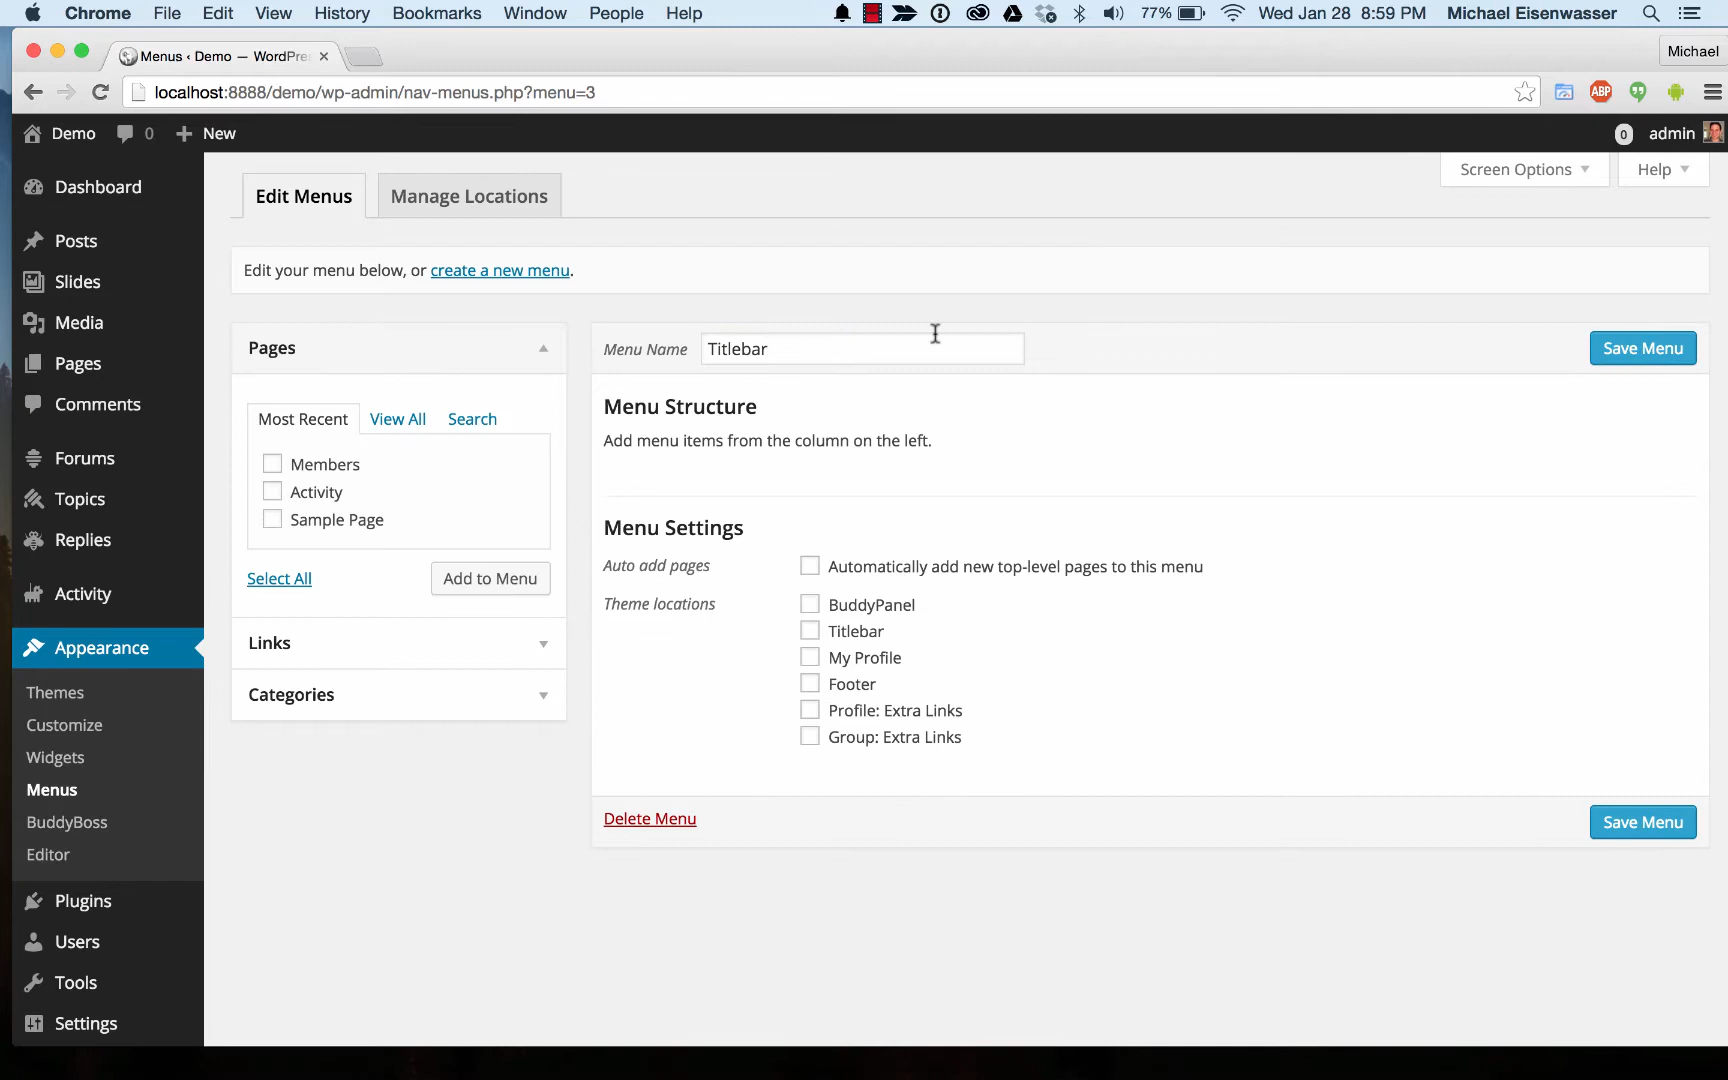 Chrome File Edit View History Bookmarks Window People Help 77% Wed Jan 28 8:59 PM Michael Eisenwasser
Menus ‹ Demo — WordPre
Michael
localhost:8888/demo/wp-admin/nav-menus.php?menu=3
ABP
Demo 0 New 0 admin
Dashboard
Posts
Slides
Media
Pages
Comments
Forums
Topics
Replies
Activity
Appearance
Themes
Customize
Widgets
Menus
BuddyBoss
Editor
Plugins
Users
Tools
Settings
Screen Options Help
Edit Menus Manage Locations
Edit your menu below, or create a new menu.
Pages
Most Recent View All Search
Members
Activity
Sample Page
Select All Add to Menu
Links
Categories
Menu Name Titlebar Save Menu
Menu Structure
Add menu items from the column on the left.
Menu Settings
Auto add pages Automatically add new top-level pages to this menu
Theme locations BuddyPanel
Titlebar
My Profile
Footer
Profile: Extra Links
Group: Extra Links
Delete Menu Save Menu